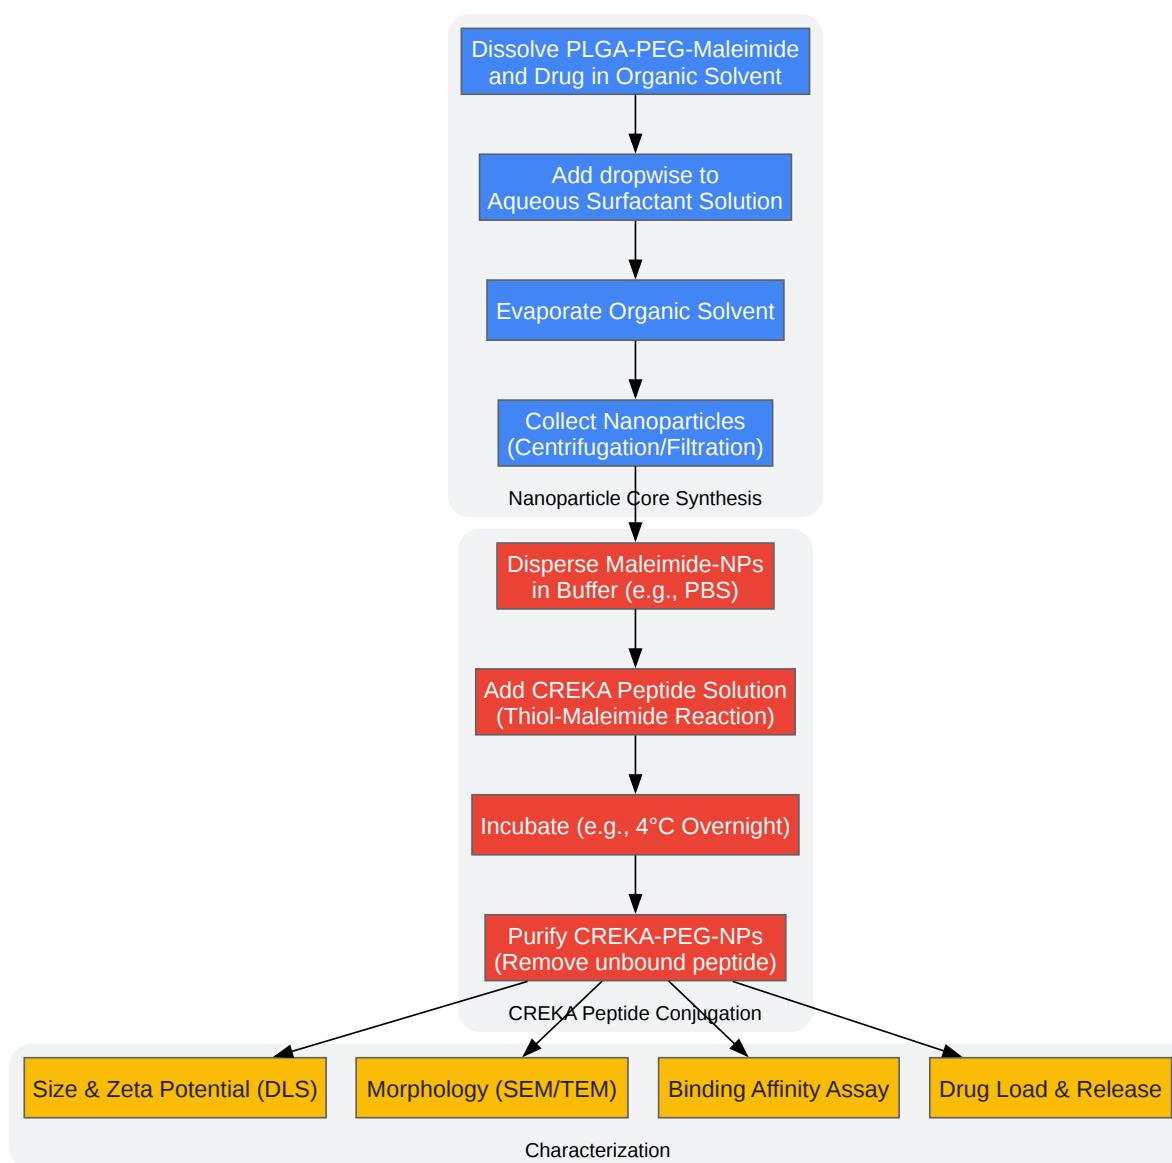 Dissolve PLGA-PEG-Maleimide
and Drug in Organic Solvent
Add dropwise to
Aqueous Surfactant Solution
Evaporate Organic Solvent
Collect Nanoparticles
(Centrifugation/Filtration)
Nanoparticle Core Synthesis
Disperse Maleimide-NPs
in Buffer (e.g., PBS)
Add CREKA Peptide Solution
(Thiol-Maleimide Reaction)
Incubate (e.g., 4°C Overnight)
Purify CREKA-PEG-NPs
(Remove unbound peptide)
CREKA Peptide Conjugation
Size & Zeta Potential (DLS)
Morphology (SEM/TEM)
Binding Affinity Assay
Drug Load & Release
Characterization